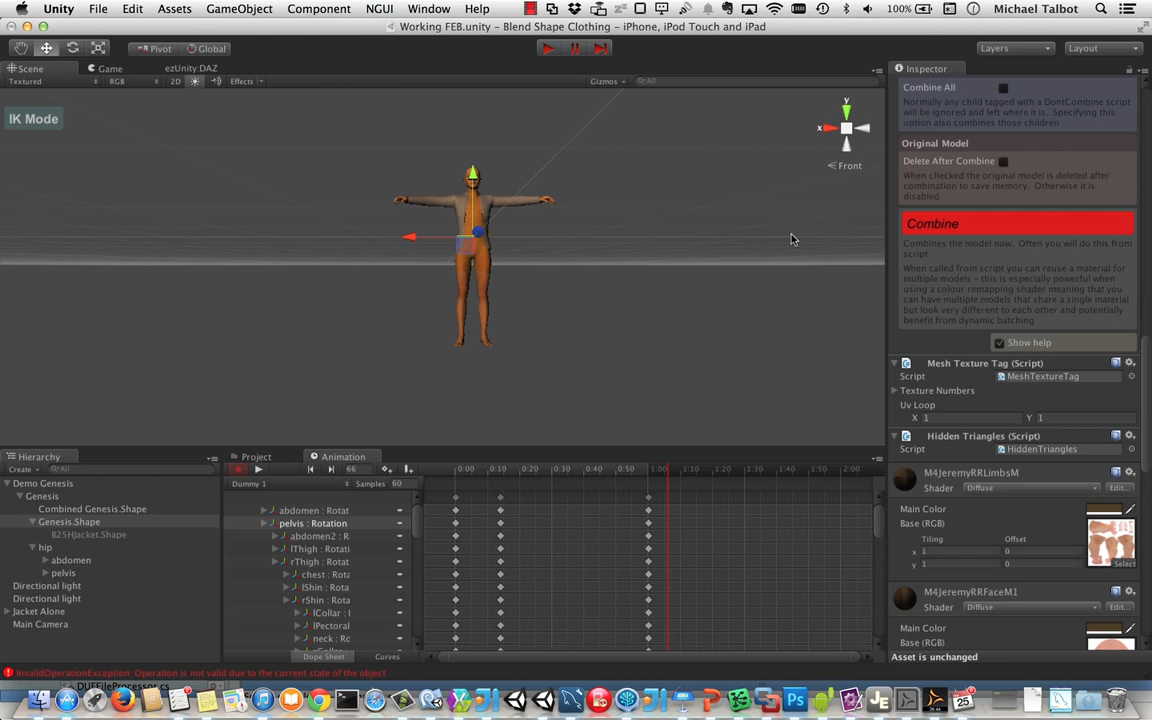 Unity File Edit Assets GameObject Component NGUI Window Help 100% Michael Talbot
Working FEB.unity - Blend Shape Clothing - iPhone, iPod Touch and iPad
Pivot Global Layers Layout
Scene Game ezUnity:DAZ
Textured RGB 2D Effects Gizmos All
IK Mode
y
x
Front
Inspector
Combine All
Normally any child tagged with a DontCombine script
will be ignored and left where it is. Specifying this
option also combines those children
Original Model
Delete After Combine
When checked the original model is deleted after
combination to save memory. Otherwise it is
disabled
Combine
Combines the model now. Often you will do this from
script
When called from script you can reuse a material for
multiple models - this is especially powerful when
using a colour remapping shader meaning that you
can have multiple models that share a single material
but look very different to each other and potentially
benefit from dynamic batching
Show help
Mesh Texture Tag (Script)
Script MeshTextureTag
Texture Numbers
Uv Loop
X 1 Y 1
Hidden Triangles (Script)
Script HiddenTriangles
M4JeremyRRLimbsM
Shader Diffuse Edit...
Main Color
Base (RGB)
Tiling Offset
x 1 0
y 1 0
Select
M4JeremyRRFaceM1
Shader Diffuse Edit...
Main Color
Base (RGB)
Asset is unchanged
Hierarchy
Create All
Demo Genesis
Genesis
Combined Genesis.Shape
Genesis.Shape
B25HJacket.Shape
hip
abdomen
pelvis
Directional light
Directional light
Jacket Alone
Main Camera
Project Animation
66 0:00 0:10 0:20 0:30 0:40 0:50 1:00 1:10 1:20 1:30 1:40 1:50 2:00
Dummy 1 Samples 60
abdomen : Rotat
pelvis : Rotation
abdomen2 : R
lThigh : Rotati
rThigh : Rotat
chest : Rota
lShin : Rota
rShin : Rota
lCollar : l
lPectoral
neck : Rc
Dope Sheet Curves
InvalidOperationException: Operation is not valid due to the current state of the object
DUFFileProcessor.cs